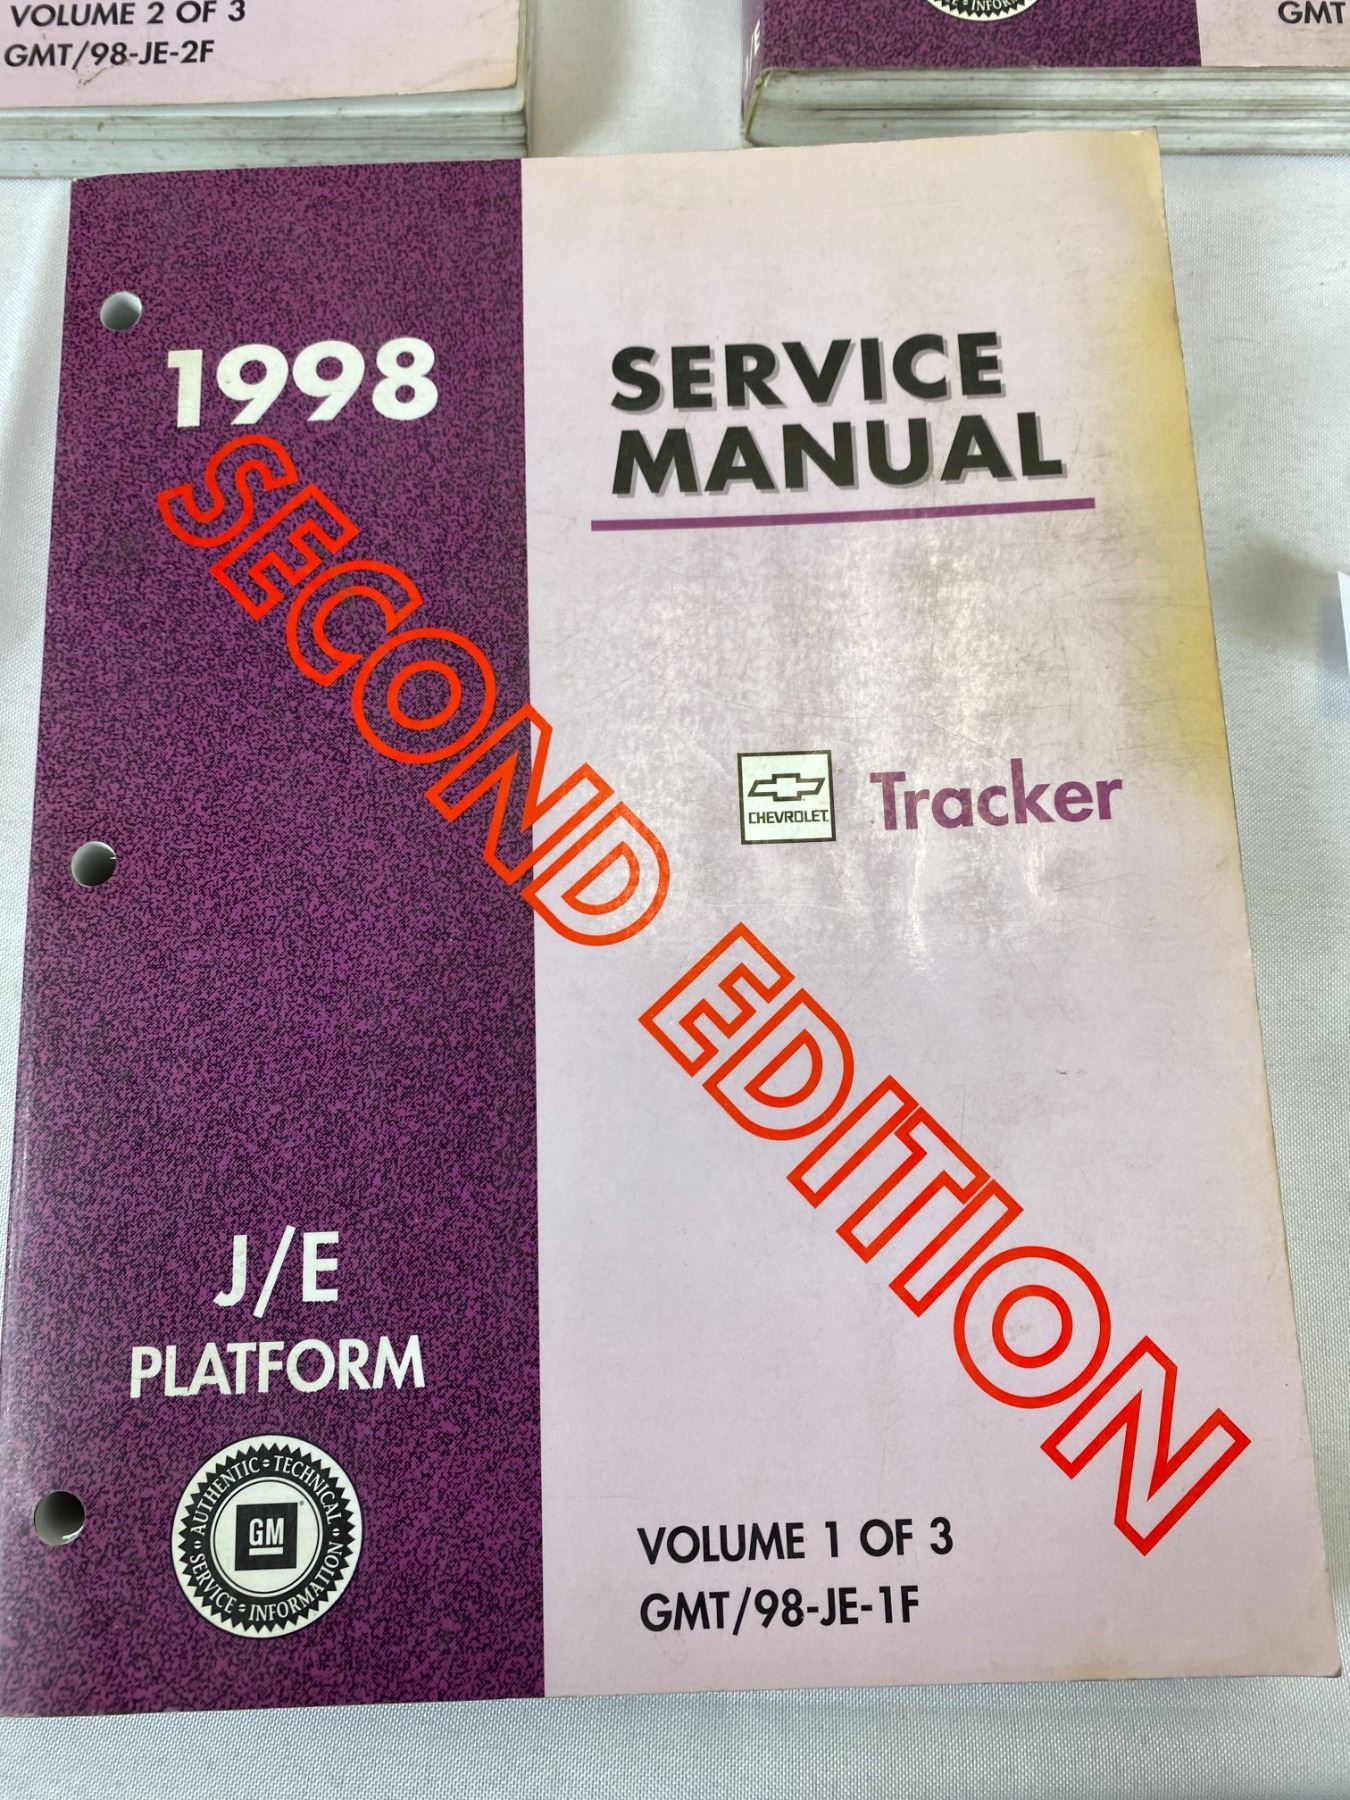 VOLUME 2 OF 3
GMT/98-JE-2F
GMT
1998
SERVICE
MANUAL
SECOND EDITION
CHEVROLET
Tracker
J/E
PLATFORM
AUTHENTIC TECHNICAL
SERVICE INFORMATION
GM
VOLUME 1 OF 3
GMT/98-JE-1F